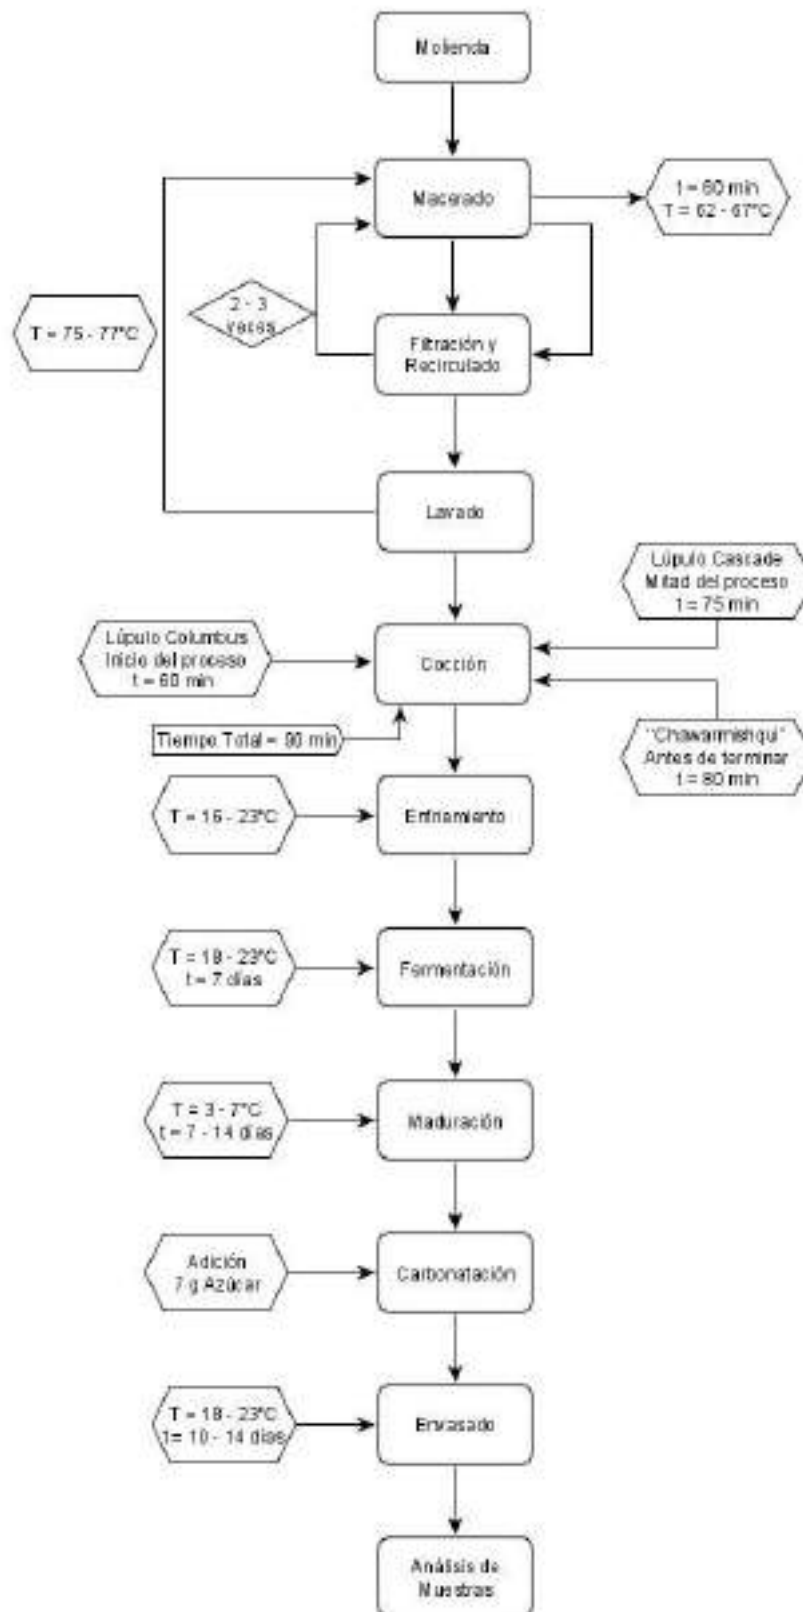 Molienda
Macerado
t = 60 min
T = 62 - 67°C
2 - 3
veces
T = 75 - 77°C
Filtración y
Recirculado
Lavado
Lúpulo Cascade
Mitad del proceso
t = 75 min
Lúpulo Columbus
Inicio del proceso
t = 60 min
Cocción
Tiempo Total = 90 min
"Chawarmishqui"
Antes de terminar
t = 80 min
T = 16 - 23°C
Enfriamiento
T = 18 - 23°C
t = 7 días
Fermentación
T = 3 - 7°C
t = 7 - 14 días
Maduración
Adición
7 g Azúcar
Carbonatación
T = 18 - 23°C
t = 10 - 14 días
Envasado
Análisis de
Muestras